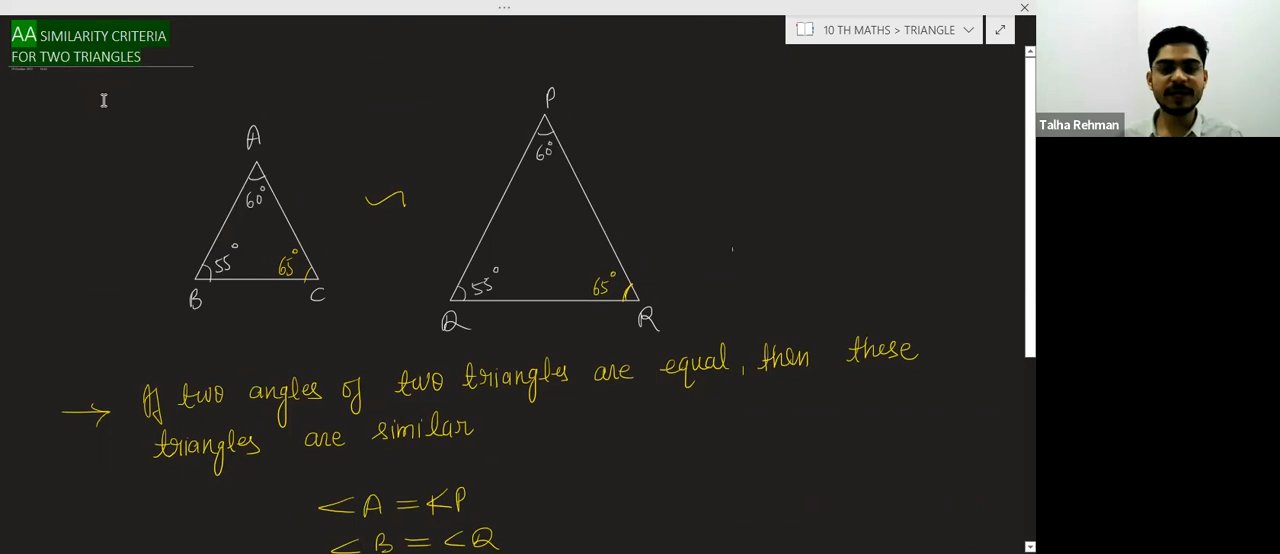 AA SIMILARITY CRITERIA
FOR TWO TRIANGLES
10 TH MATHS > TRIANGLE
Talha Rehman
A
60°
55°
65°
B
C
~
P
60°
55°
65°
Q
R
→ If two angles of two triangles are equal, then these
triangles are similar
<A = <P
<B = <Q